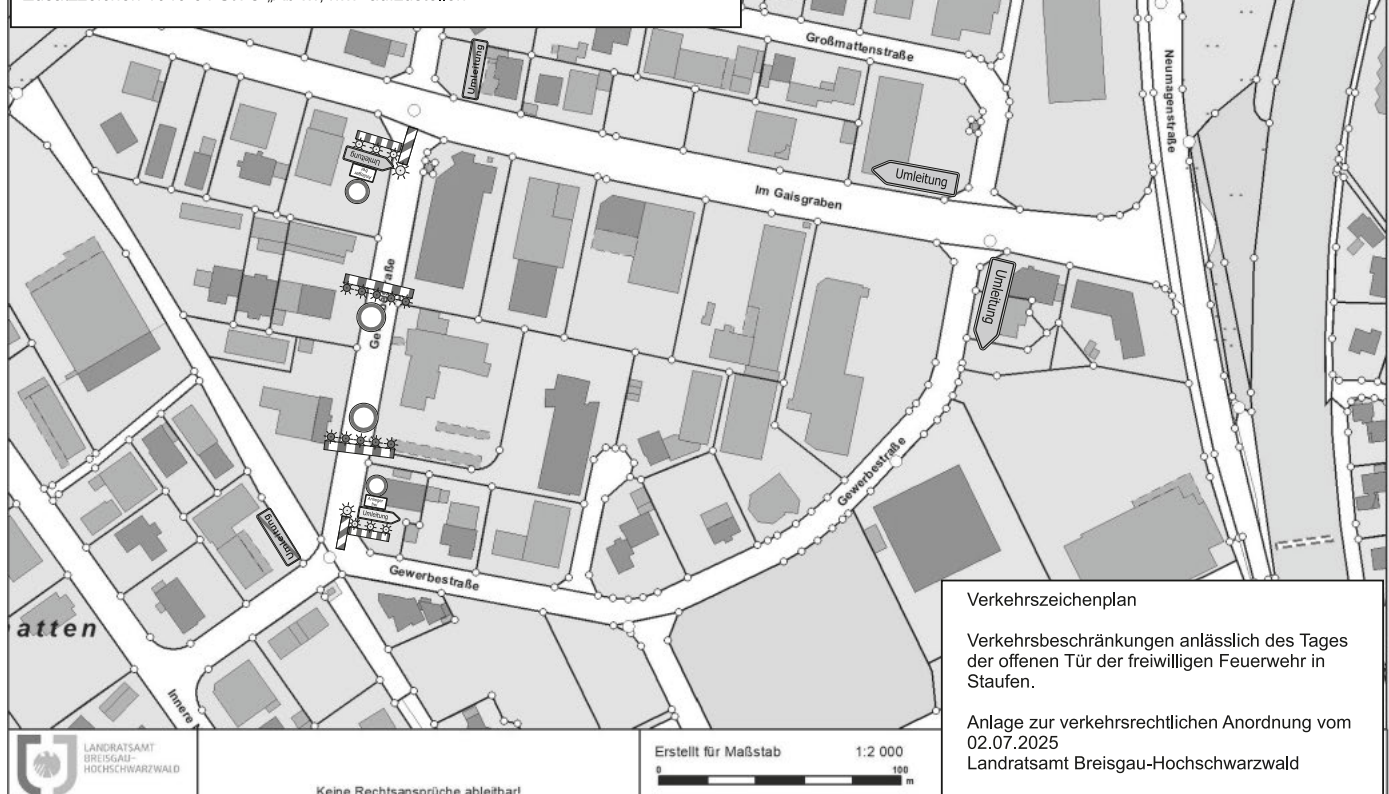 Großmattenstraße
Neumagenstraße
Umleitung
Umleitung
Umleitung
Im Gaisgraben
Umleitung
Umleitung
Umleitung
Umleitung
Gewerbestraße
Gewerbestraße
atten
Innere
Verkehrszeichenplan
Verkehrsbeschränkungen anlässlich des Tages
der offenen Tür der freiwilligen Feuerwehr in
Staufen.
Anlage zur verkehrsrechtlichen Anordnung vom
02.07.2025
Landratsamt Breisgau-Hochschwarzwald
LANDRATSAMT
BREISGAU-
HOCHSCHWARZWALD
Keine Rechtsansprüche ableitbar!
Erstellt für Maßstab 1:2 000
0 100
m